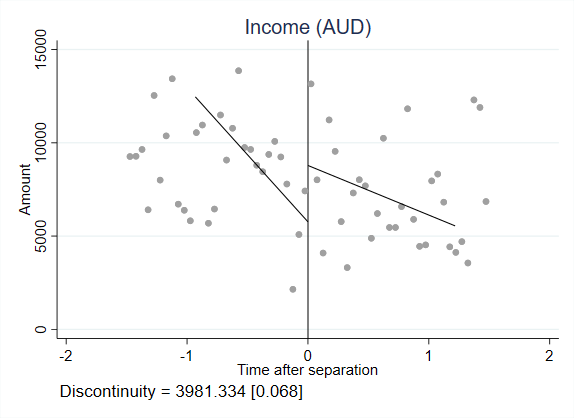 Income (AUD)
15000
10000
5000
0
Amount
-2 -1 0 1 2
Time after separation
Discontinuity = 3981.334 [0.068]